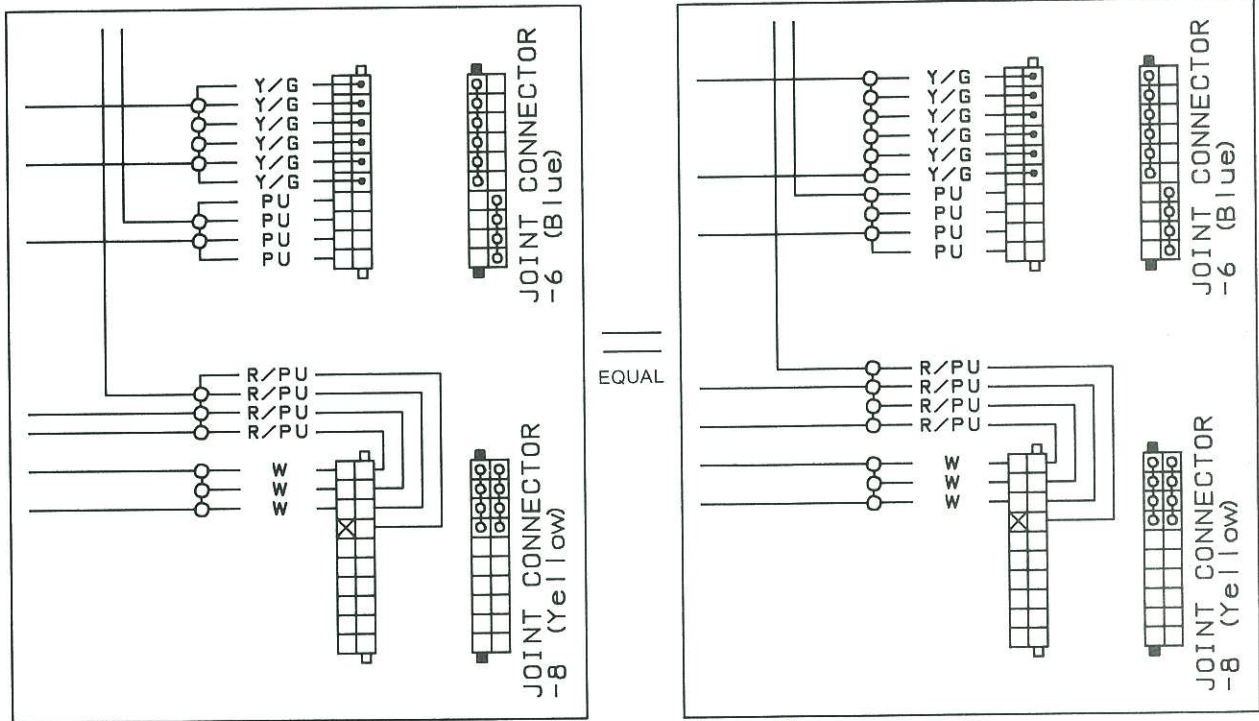 Y/G
Y/G
Y/G
Y/G
Y/G
Y/G
PU
PU
PU
PU
JOINT CONNECTOR
-6 (Blue)
R/PU
R/PU
R/PU
R/PU
W
W
W
JOINT CONNECTOR
-8 (Yellow)
EQUAL
Y/G
Y/G
Y/G
Y/G
Y/G
Y/G
PU
PU
PU
PU
JOINT CONNECTOR
-6 (Blue)
R/PU
R/PU
R/PU
R/PU
W
W
W
JOINT CONNECTOR
-8 (Yellow)